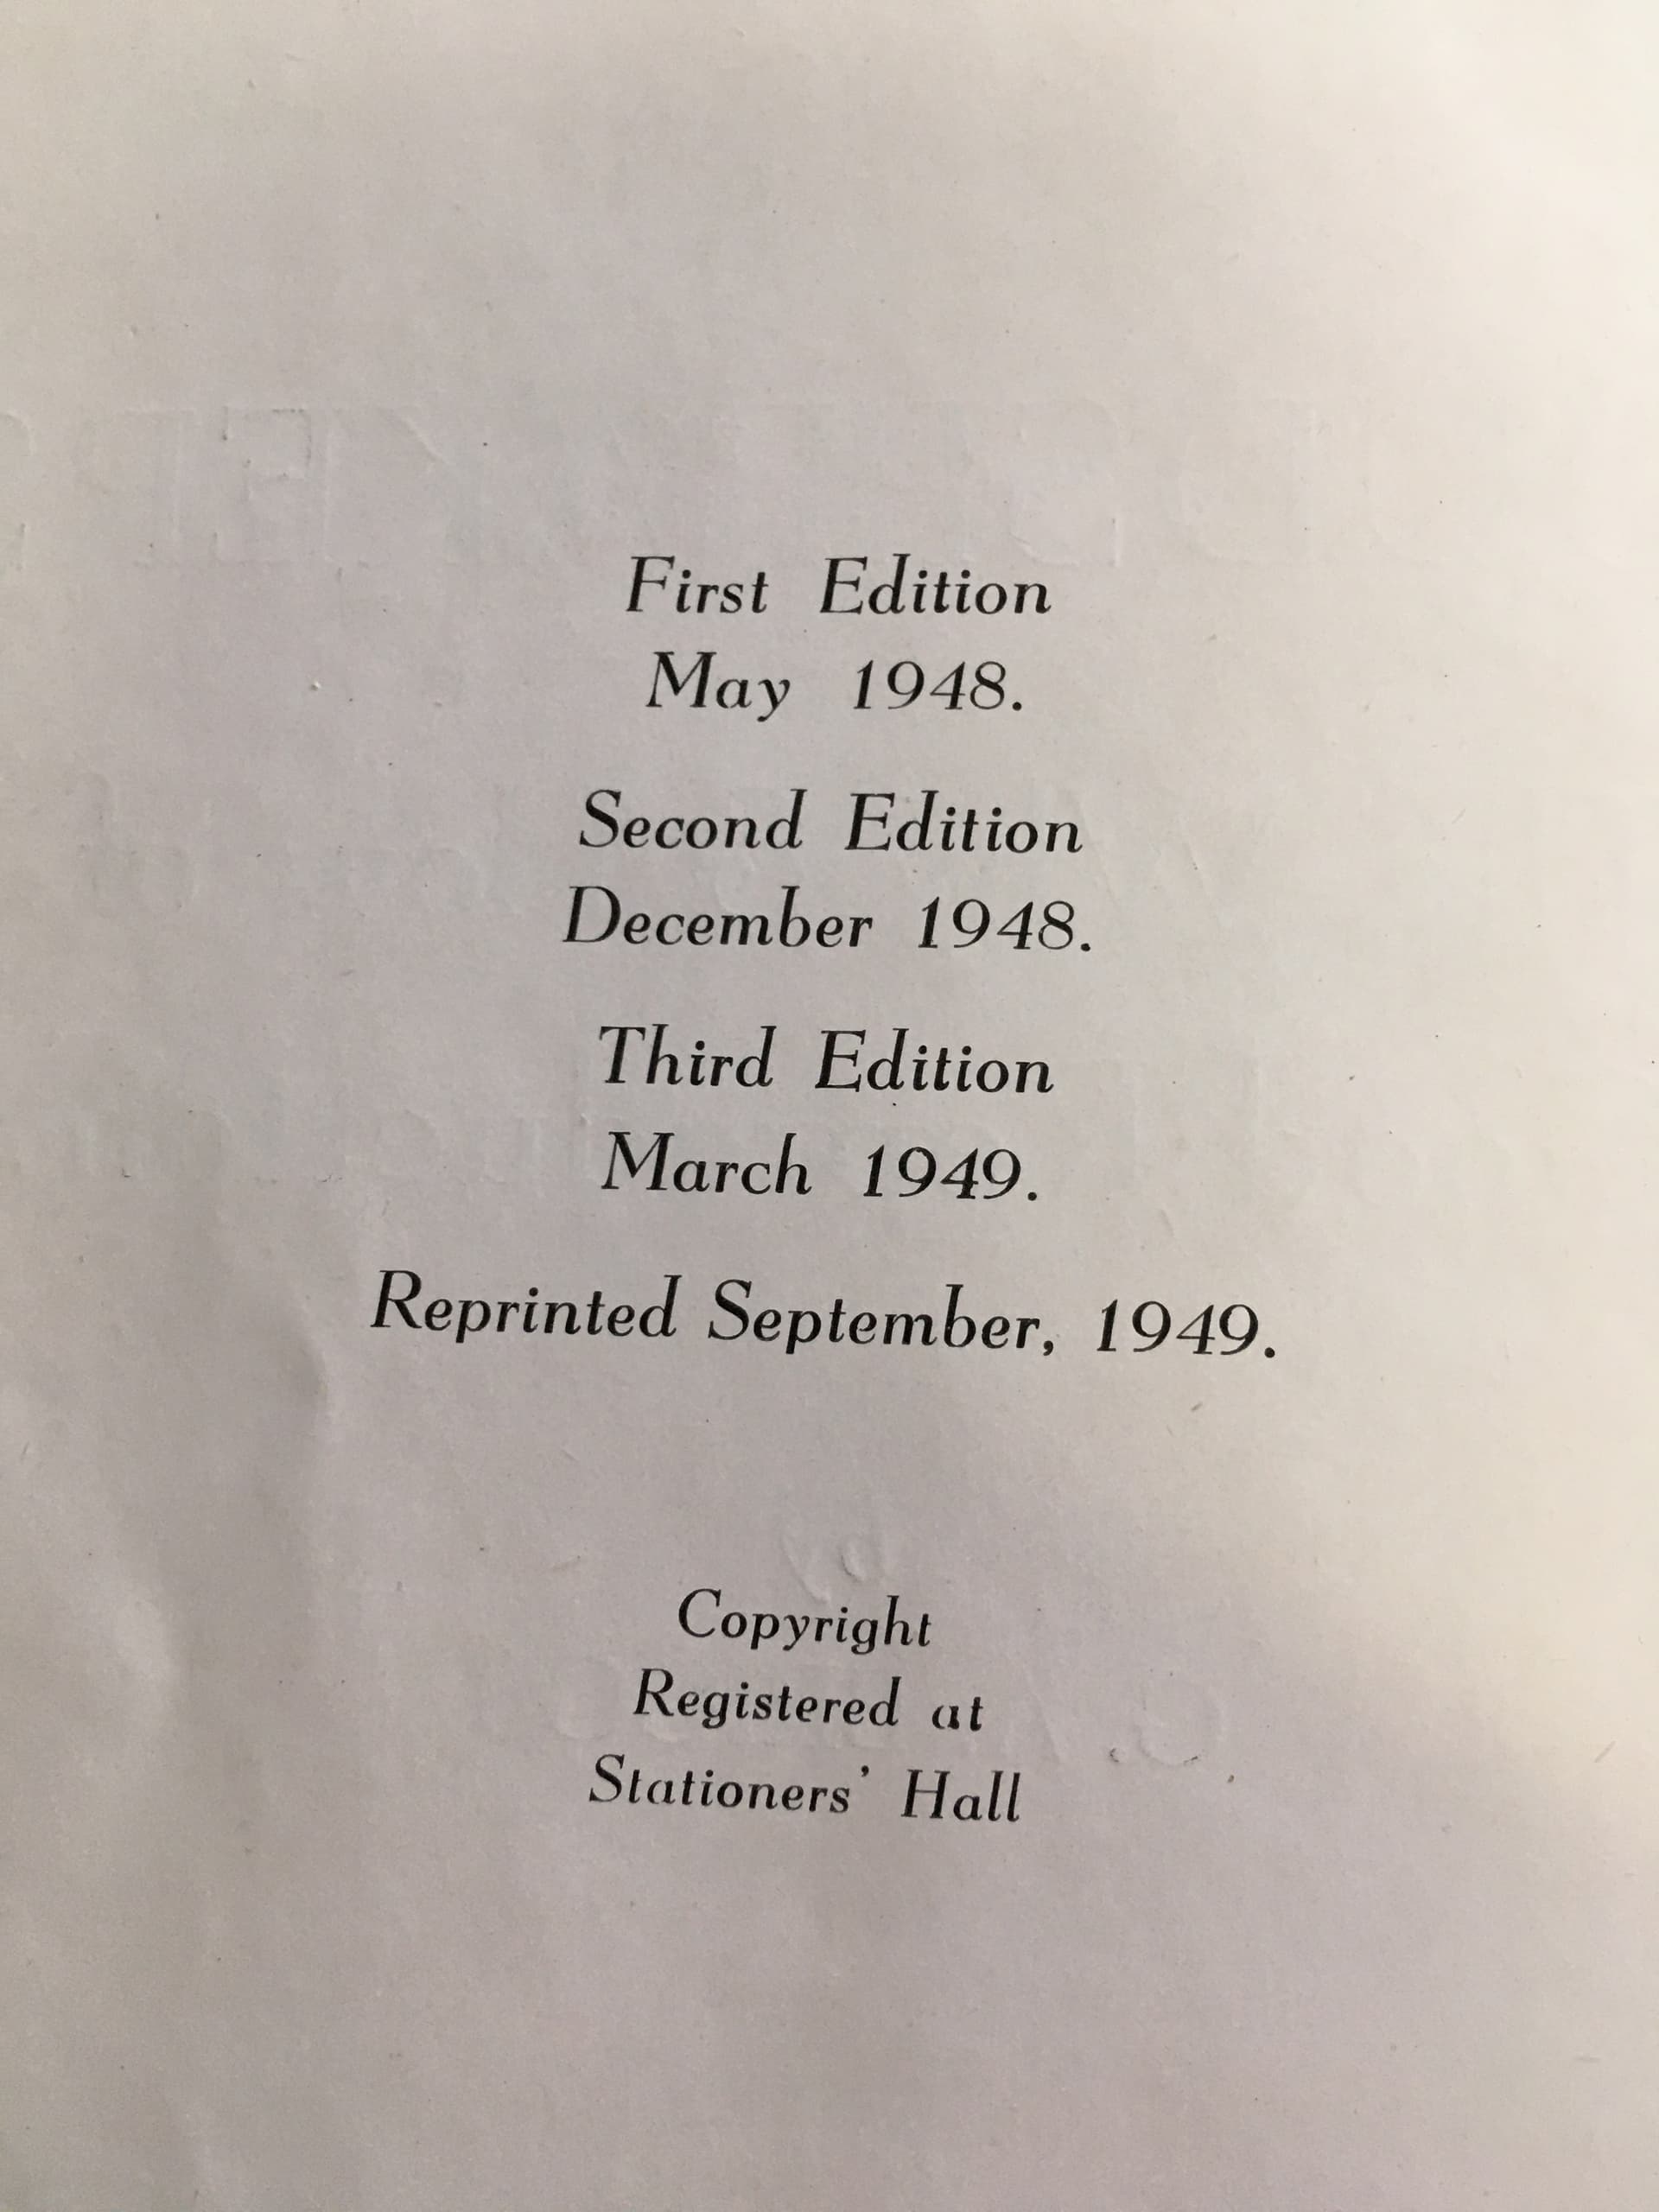 First Edition
May 1948.
Second Edition
December 1948.
Third Edition
March 1949.
Reprinted September, 1949.
by
Copyright
Registered at
Stationers' Hall